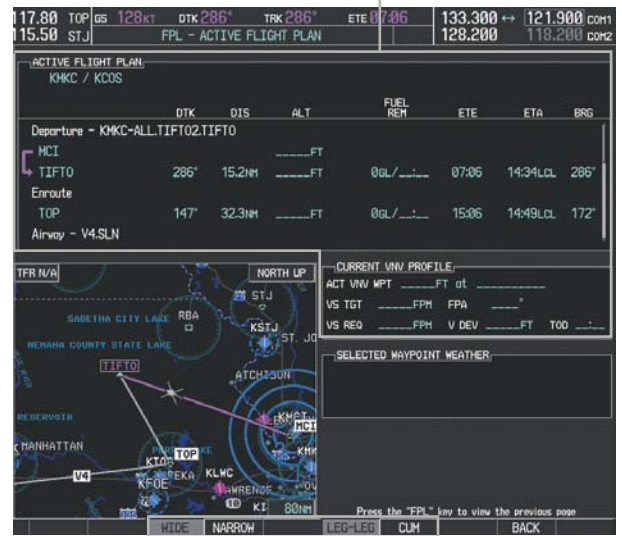 117.80 TOP GS 128KT DTK 286° TRK 286° ETE 07:06 133.300 ↔ 121.900 COM1
115.50 STJ FPL – ACTIVE FLIGHT PLAN 128.200 118.200 COM2
ACTIVE FLIGHT PLAN
KMKC / KCOS
DTK DIS ALT FUEL REM ETE ETA BRG
Departure – KMKC-ALL.TIFTO2.TIFTO
MCI _____FT
TIFTO 286° 15.2NM _____FT 0GL/__:__ 07:06 14:34LCL 286°
Enroute
TOP 147° 32.3NM _____FT 0GL/__:__ 15:06 14:49LCL 172°
Airway – V4.SLN
TFR N/A NORTH UP
STJ
SABETHA CITY LAKE RBA
KSTJ
ST. JO
NEMAHA COUNTY STATE LAKE
TIFTO
ATCHISON
RESERVOIR
MCI
MANHATTAN
TOP
KMK
V4
KFOE
EKA
KLWC
KI
80NM
CURRENT VNV PROFILE
ACT VNV WPT _____FT at __________
VS TGT _____FPM FPA _____°
VS REQ _____FPM V DEV _____FT TOD __:__
SELECTED WAYPOINT WEATHER
Press the "FPL" key to view the previous page
WIDE NARROW LEG-LEG CUM BACK